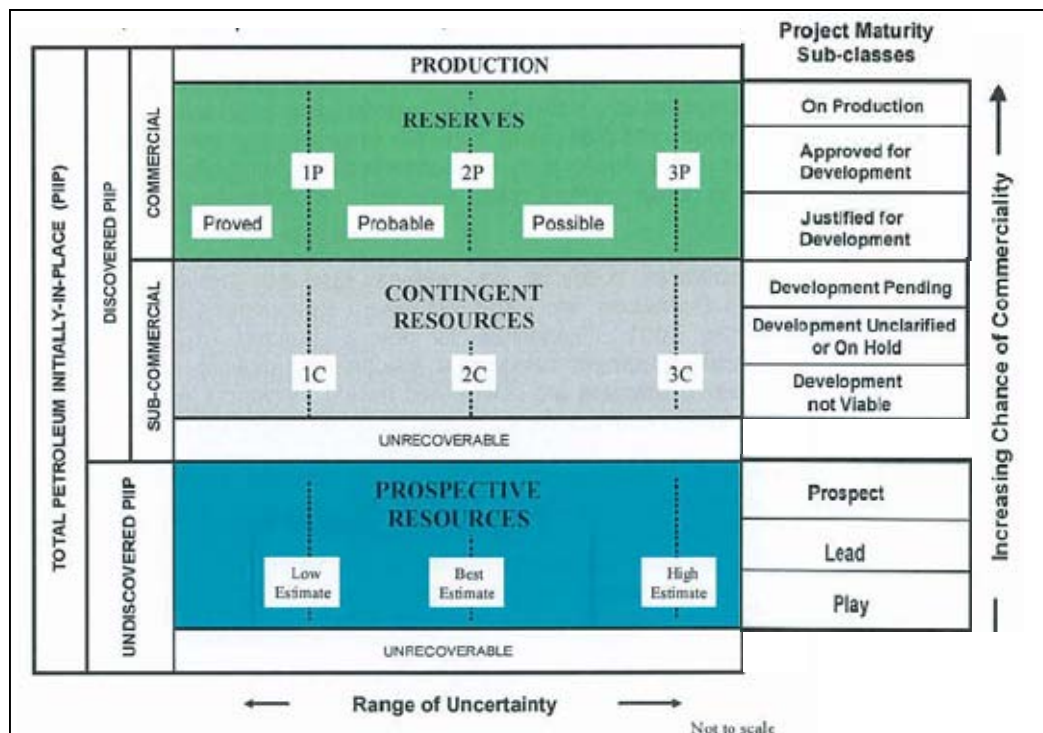 Project Maturity
Sub-classes
PRODUCTION
RESERVES
1P
2P
3P
Proved
Probable
Possible
On Production
Approved for
Development
Justified for
Development
CONTINGENT
RESOURCES
1C
2C
3C
Development Pending
Development Unclarified
or On Hold
Development
not Viable
UNRECOVERABLE
PROSPECTIVE
RESOURCES
Low
Estimate
Best
Estimate
High
Estimate
Prospect
Lead
Play
UNRECOVERABLE
TOTAL PETROLEUM INITIALLY-IN-PLACE (PIIP)
DISCOVERED PIIP
UNDISCOVERED PIIP
COMMERCIAL
SUB-COMMERCIAL
Increasing Chance of Commerciality
Range of Uncertainty
Not to scale